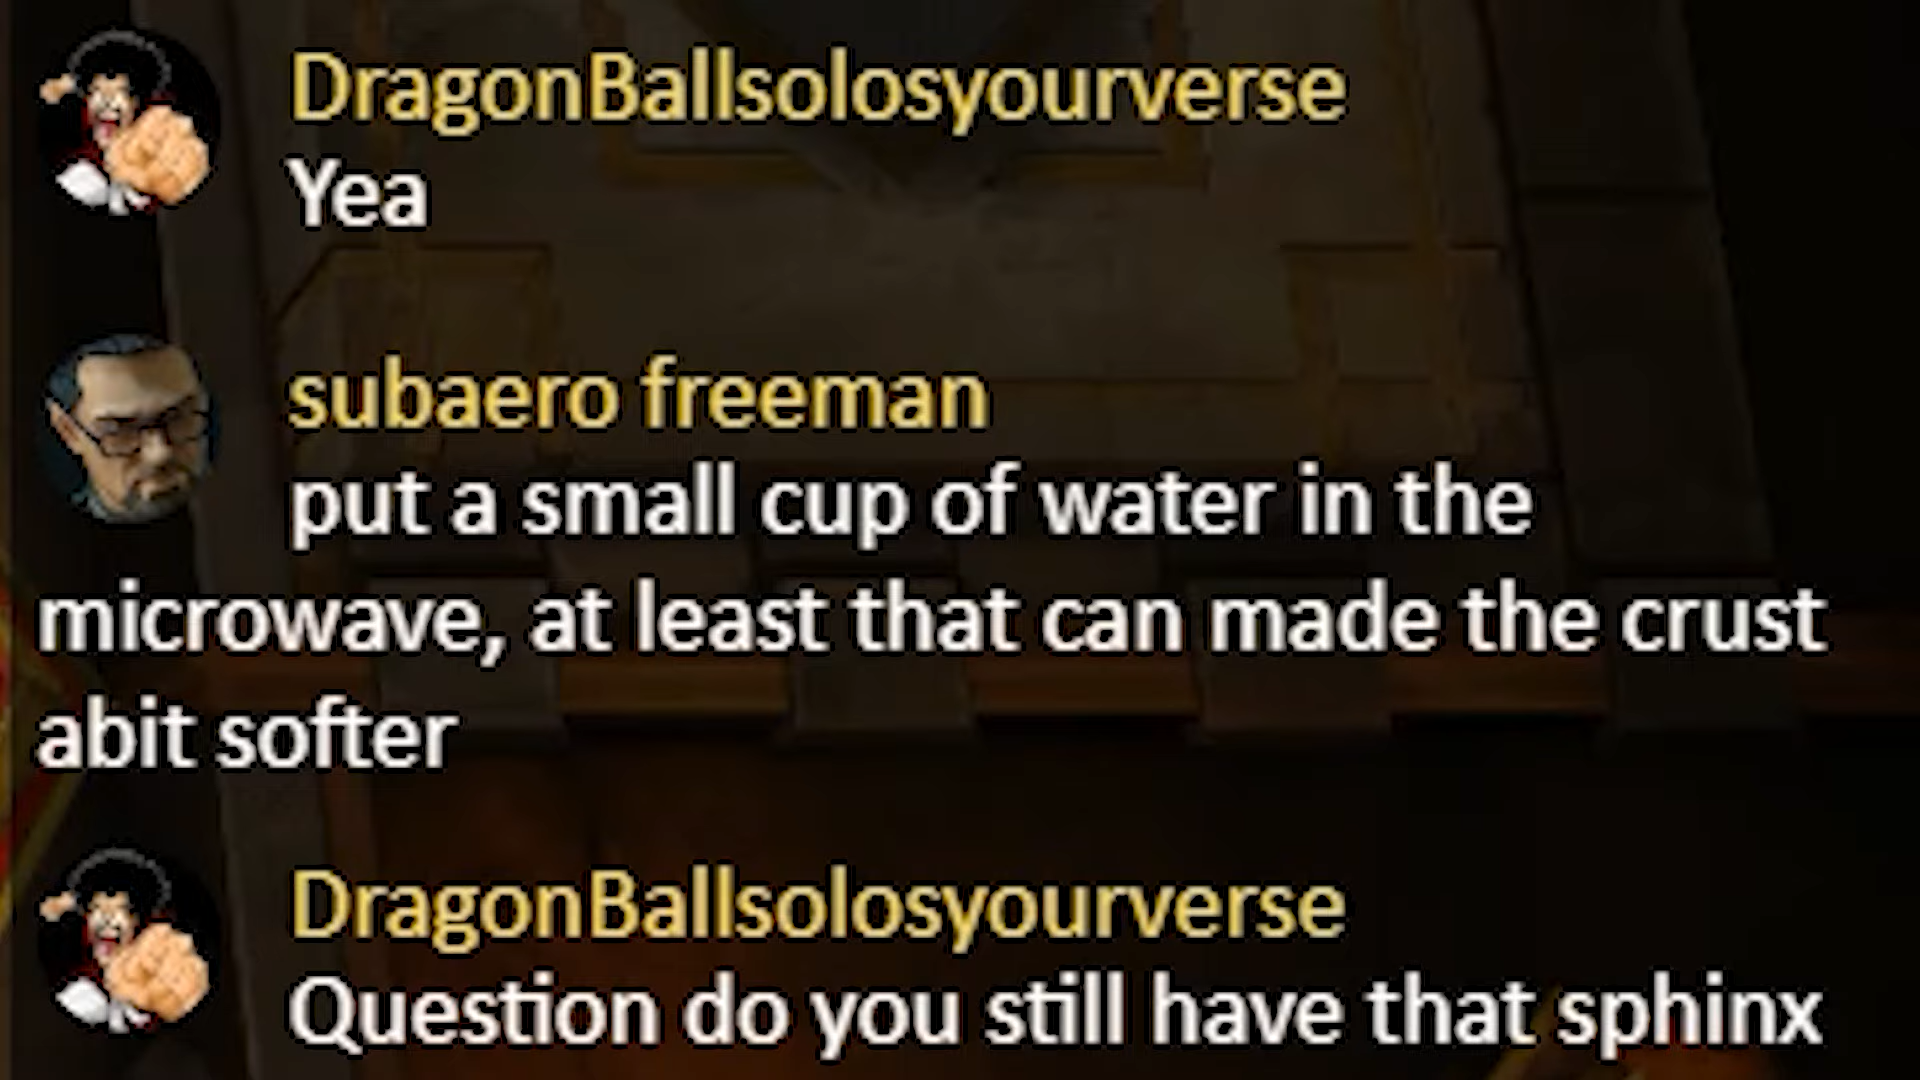 DragonBallsolosyourverse
Yea
subaero freeman
put a small cup of water in the
microwave, at least that can made the crust
abit softer
DragonBallsolosyourverse
Question do you still have that sphinx